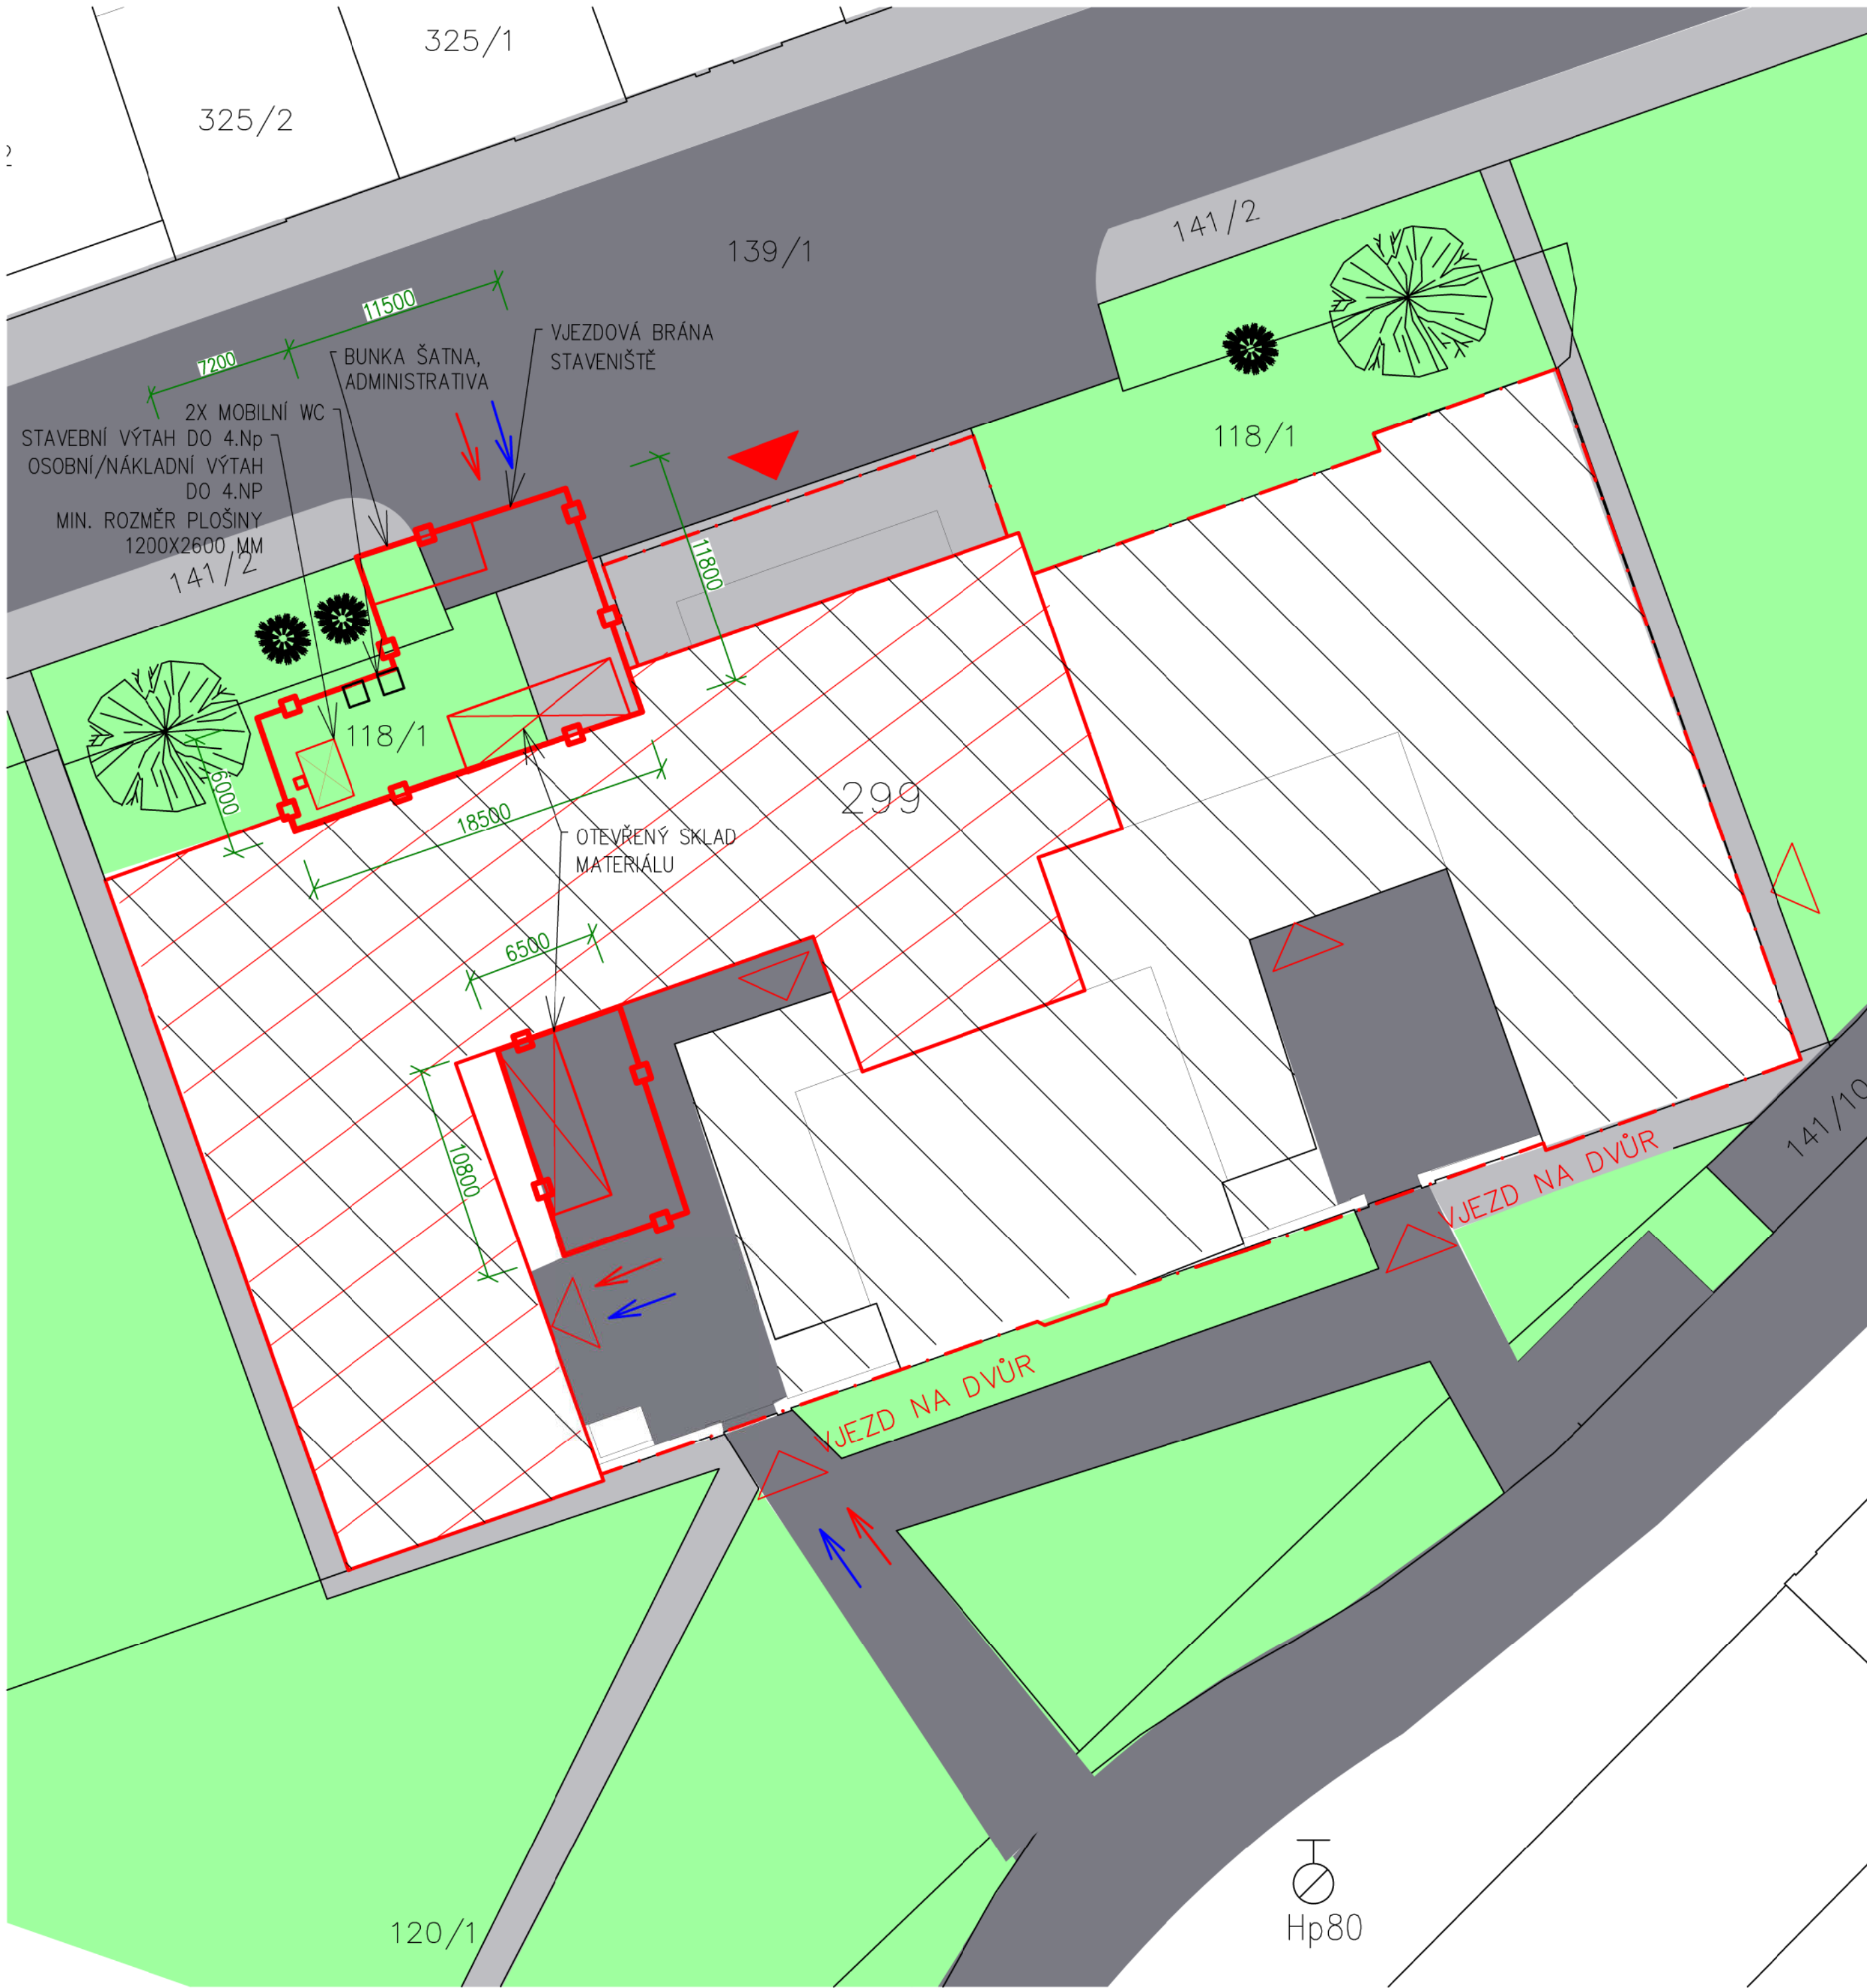 325/1
325/2
2
139/1
141/2
11500
7200
VJEZDOVÁ BRÁNA
STAVENIŠTĚ
BUNKA ŠATNA,
ADMINISTRATIVA
2X MOBILNÍ WC
STAVEBNÍ VÝTAH DO 4.Np
OSOBNÍ/NÁKLADNÍ VÝTAH
DO 4.NP
MIN. ROZMĚR PLOŠINY
1200X2600 MM
141/2
118/1
11800
118/1
6000
18500
299
OTEVŘENÝ SKLAD
MATERIÁLU
6500
10800
141/10
VJEZD NA DVŮR
VJEZD NA DVŮR
120/1
Hp80